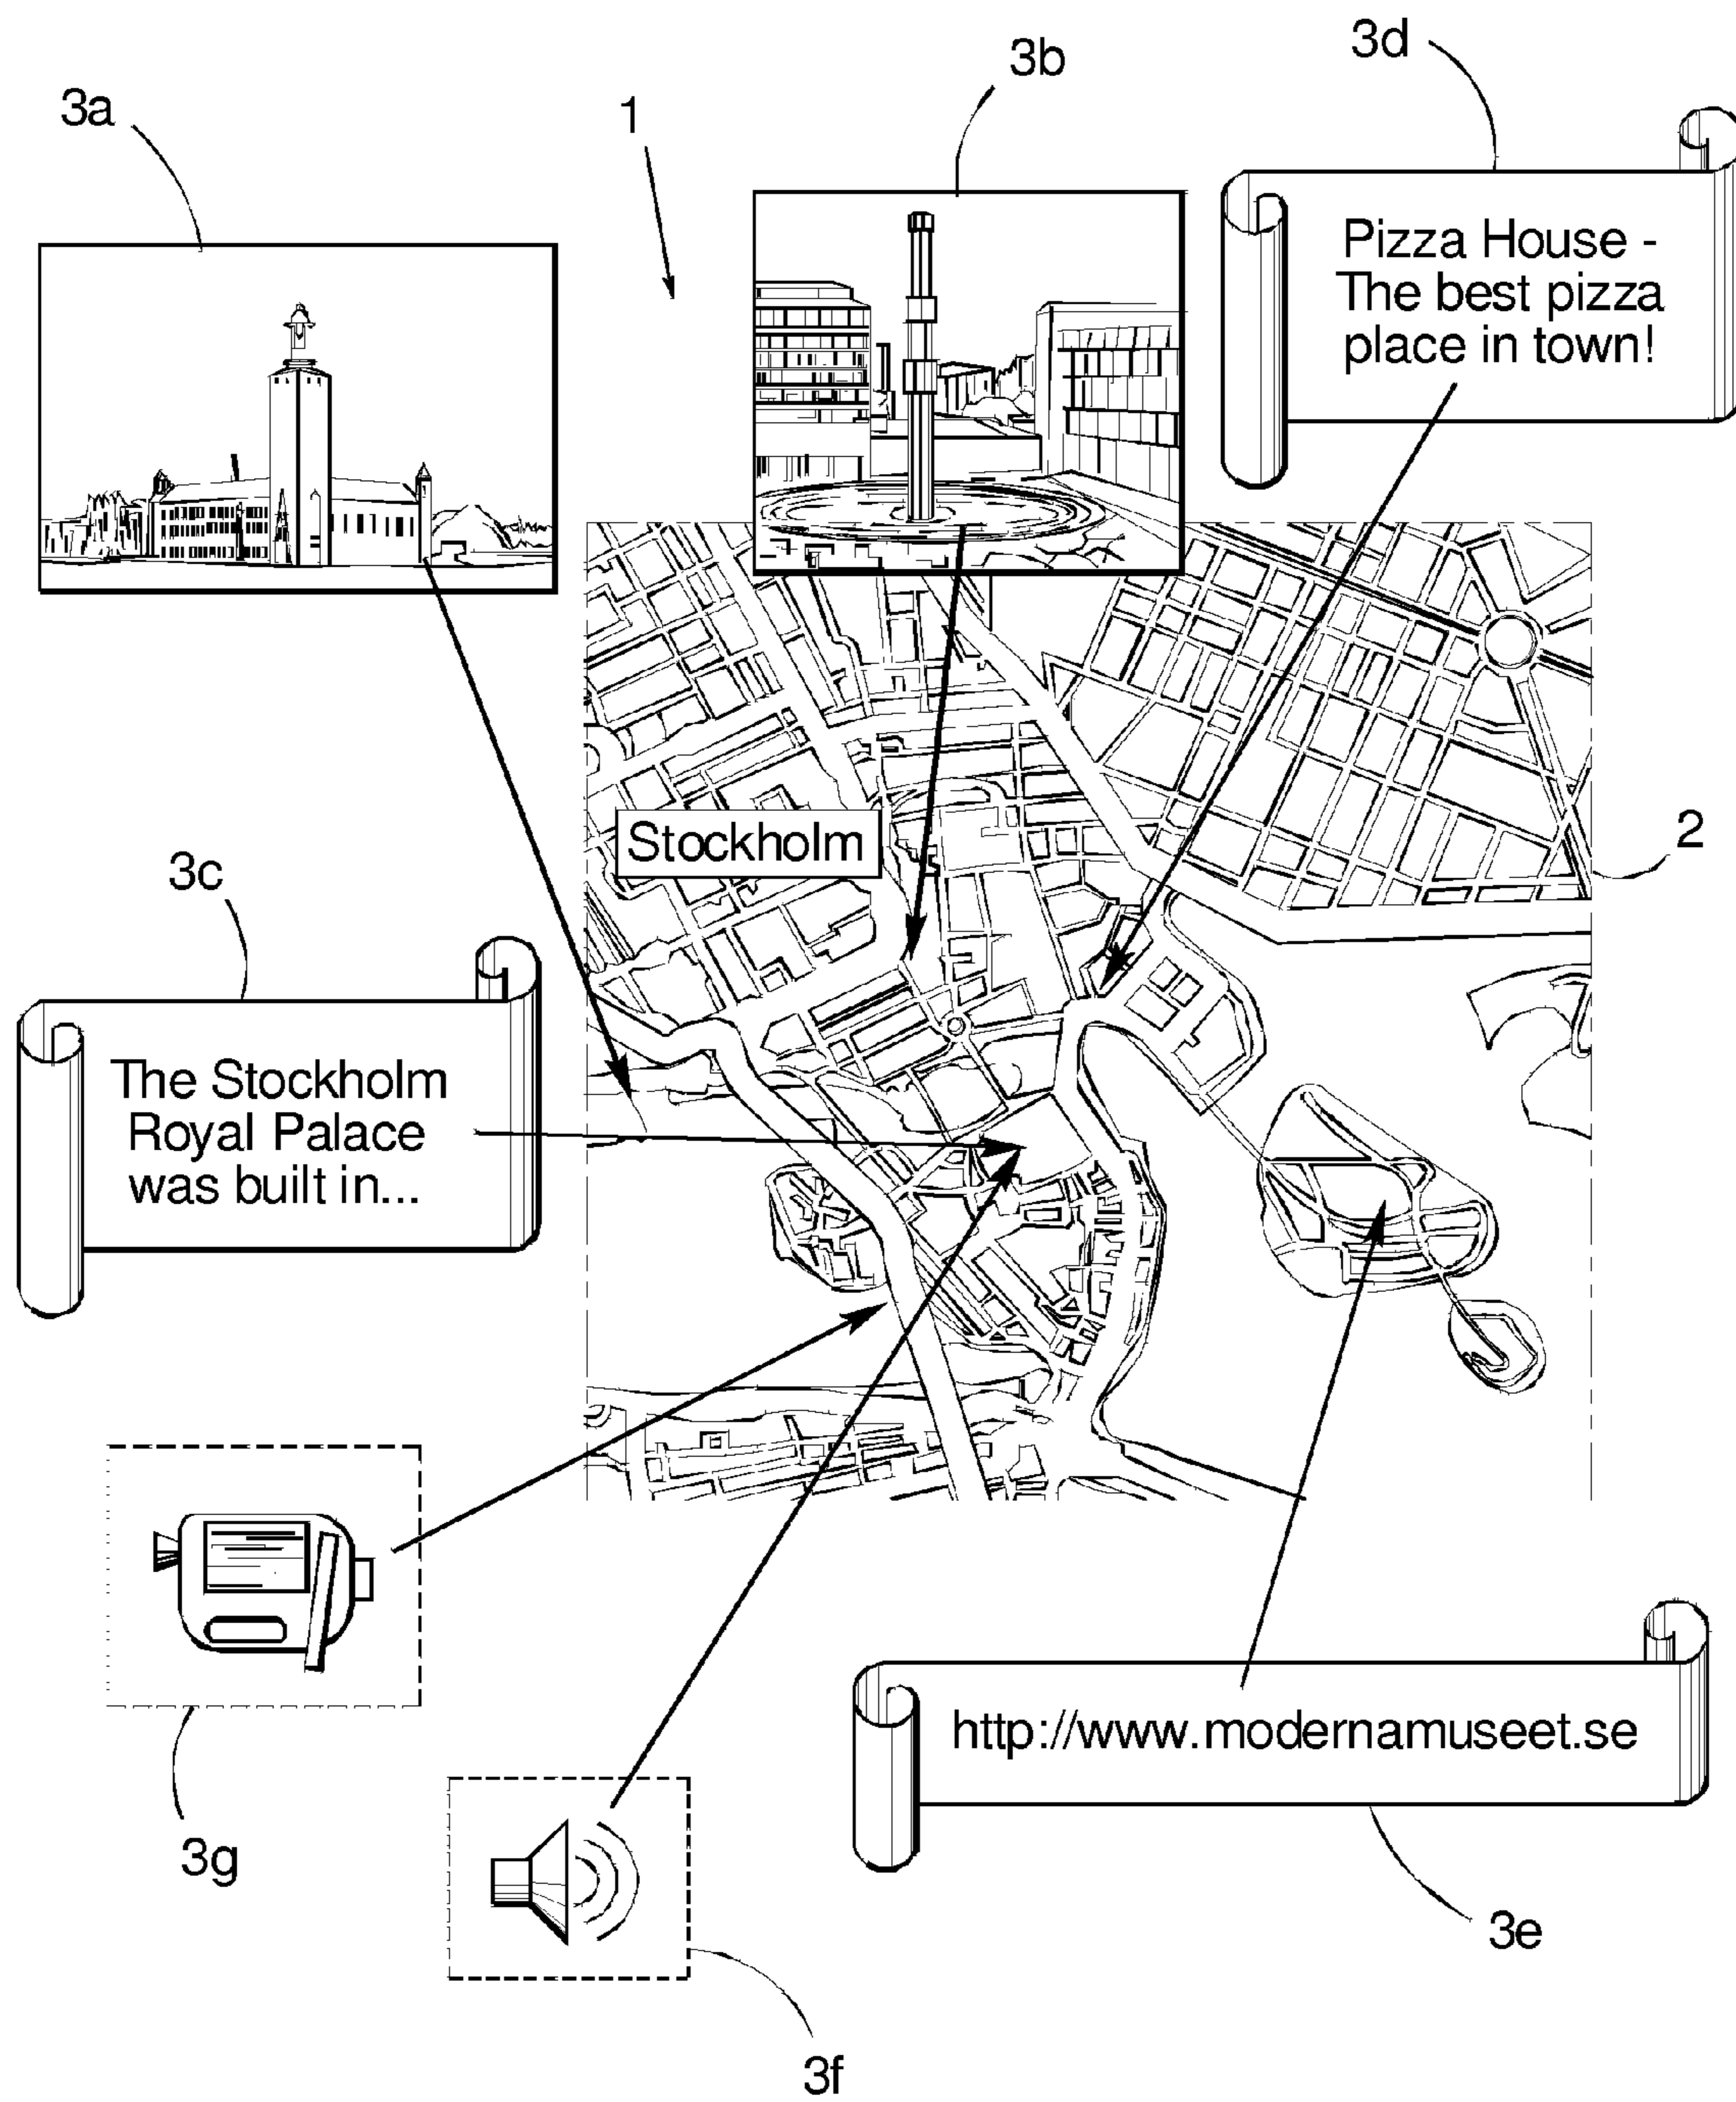 3d
3b
3a
1
Pizza House -
The best pizza
place in town!
Stockholm
2
3c
The Stockholm
Royal Palace
was built in...
http://www.modernamuseet.se
3g
3e
3f